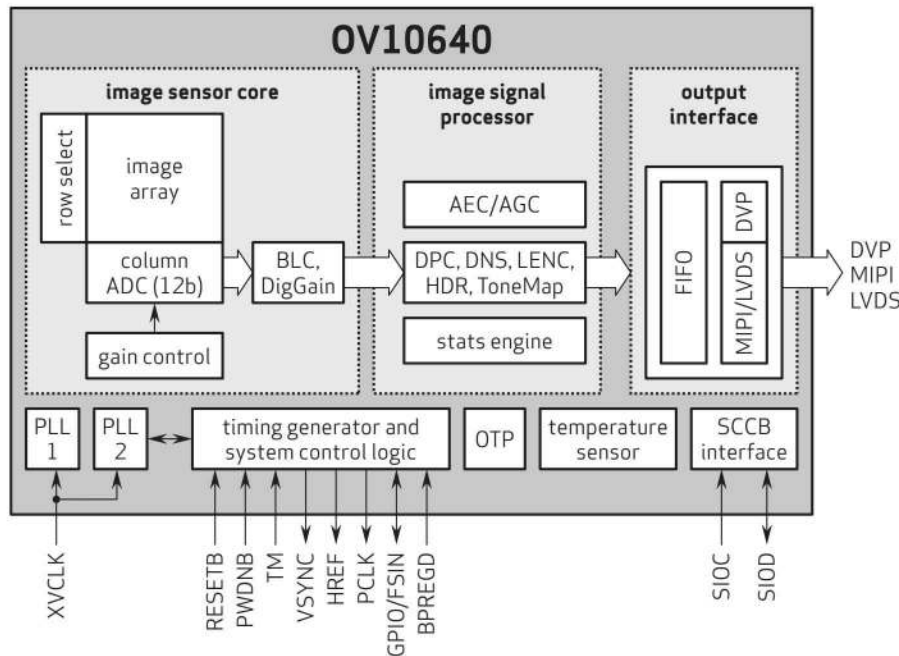 OV10640
image sensor core
row select
image
array
column
ADC (12b)
gain control
BLC,
DigGain
image signal
processor
AEC/AGC
DPC, DNS, LENC,
HDR, ToneMap
stats engine
output
interface
FIFO
DVP
MIPI/LVDS
DVP
MIPI
LVDS
PLL
1
PLL
2
timing generator and
system control logic
OTP
temperature
sensor
SCCB
interface
XVCLK
RESETB
PWDNB
TM
VSYNC
HREF
PCLK
GPIO/FSIN
BPREGD
SIOC
SIOD